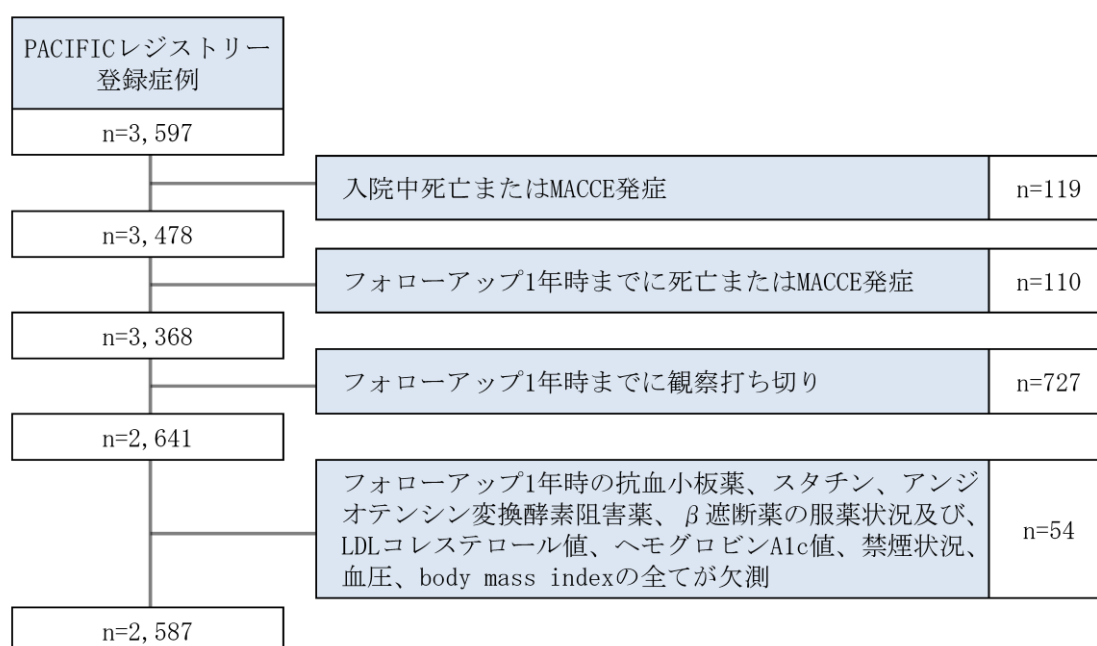 PACIFICレジストリー
登録症例
n=3,597
入院中死亡またはMACCE発症
n=119
n=3,478
フォローアップ1年時までに死亡またはMACCE発症
n=110
n=3,368
フォローアップ1年時までに観察打ち切り
n=727
n=2,641
フォローアップ1年時の抗血小板薬、スタチン、アンジ
オテンシン変換酵素阻害薬、β遮断薬の服薬状況及び、
LDLコレステロール値、ヘモグロビンA1c値、禁煙状況、
血圧、body mass indexの全てが欠測
n=54
n=2,587